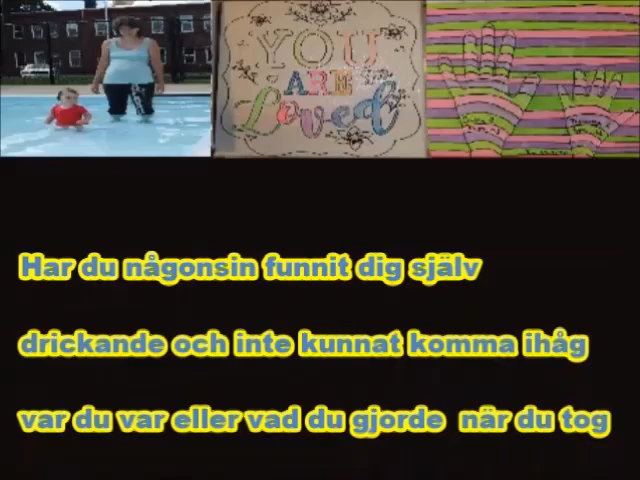 YOU
ARE
Loved
Har du någonsin funnit dig själv
drickande och inte kunnat komma ihåg
var du var eller vad du gjorde när du tog